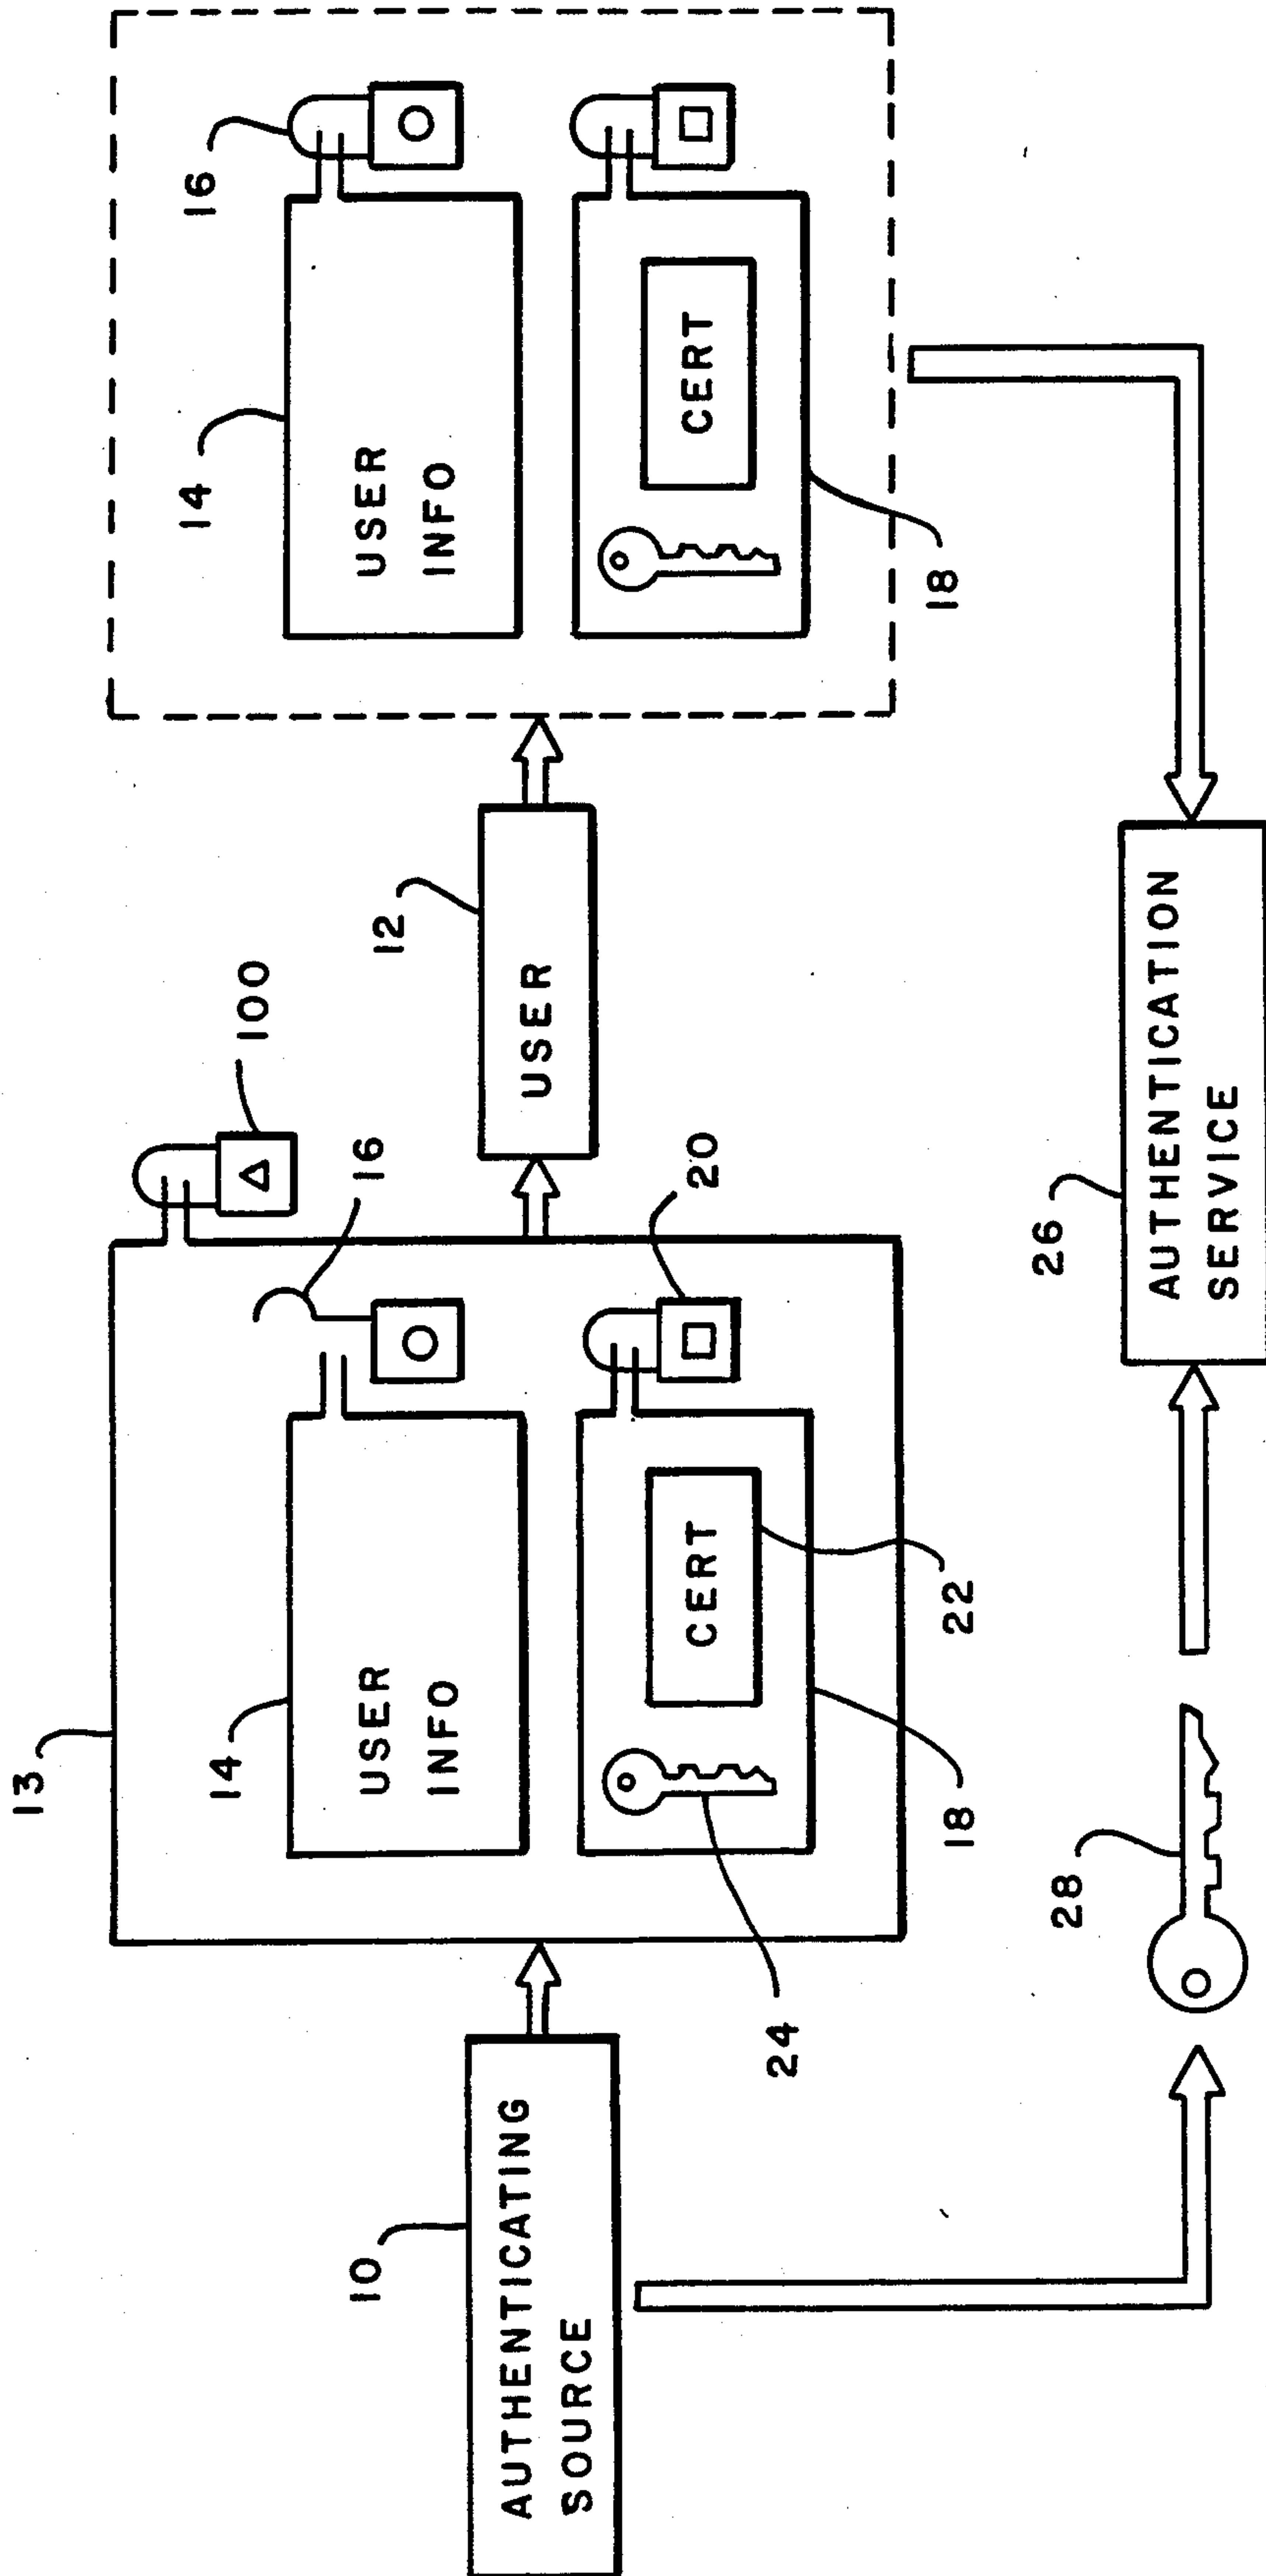 13
100
16
14
16
14
USER
INFO
USER
INFO
12
USER
10
AUTHENTICATING
SOURCE
20
CERT
CERT
24
18
22
18
28
26
AUTHENTICATION
SERVICE